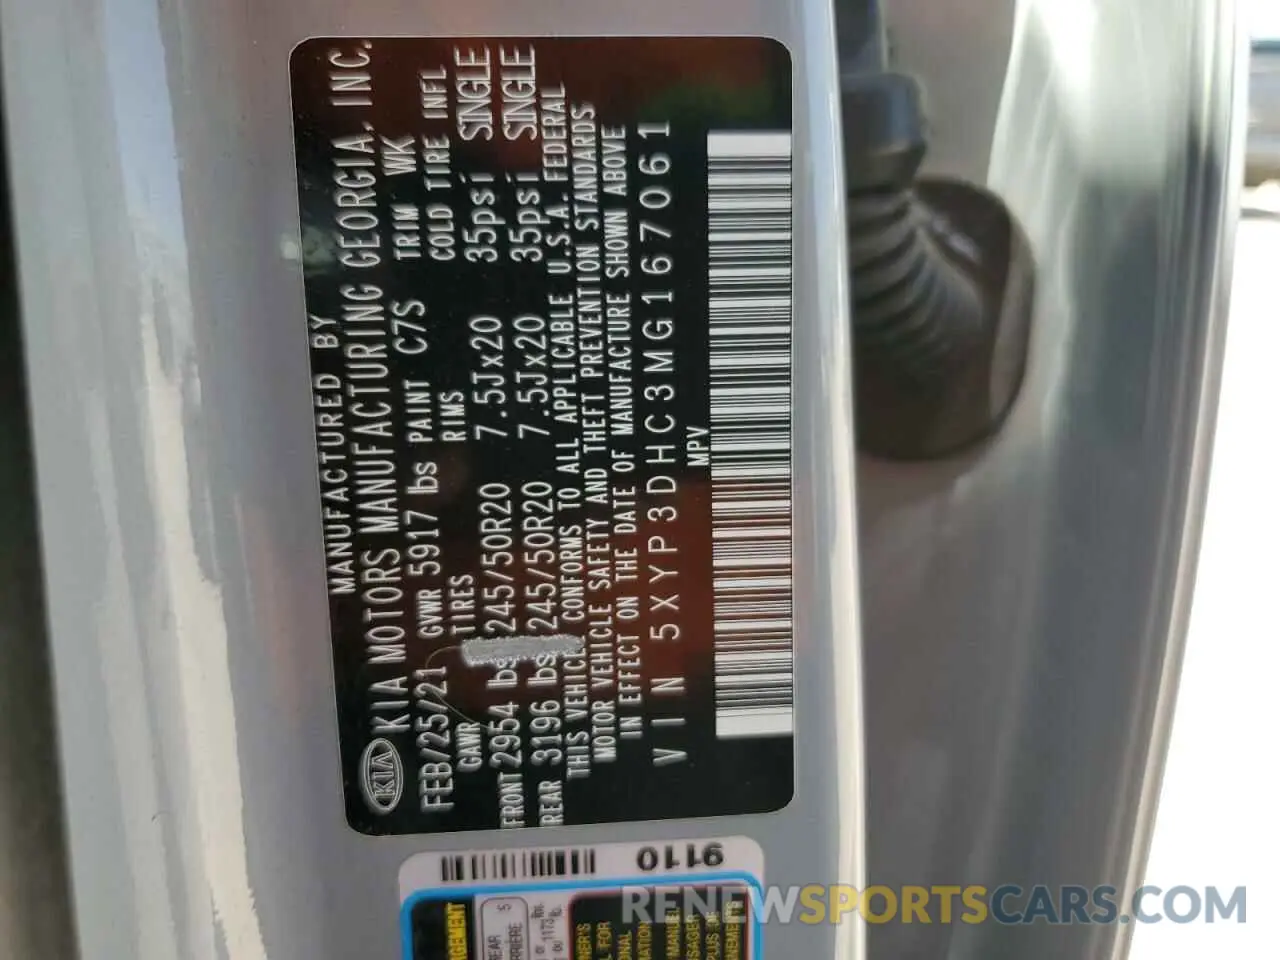 MANUFACTURED BY
KIA KIA MOTORS MANUFACTURING GEORGIA, INC.
FEB/25/21 GVWR 5917 lbs PAINT C7S TRIM WK
GAWR TIRES RIMS COLD TIRE INFL
FRONT 2954 lbs 245/50R20 7.5Jx20 35psi SINGLE
REAR 3196 lbs 245/50R20 7.5Jx20 35psi SINGLE
THIS VEHICLE CONFORMS TO ALL APPLICABLE U.S.A. FEDERAL
MOTOR VEHICLE SAFETY AND THEFT PREVENTION STANDARDS
IN EFFECT ON THE DATE OF MANUFACTURE SHOWN ABOVE
VIN 5XYP3DHC3MG167061
MPV
9110
RENEWSPORTSCARS.COM